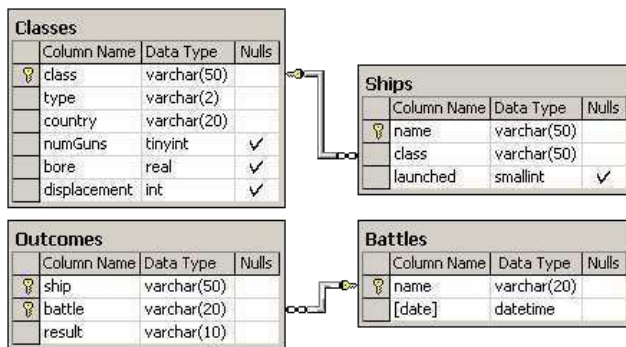 Classes
Column Name Data Type Nulls
class varchar(50)
type varchar(2)
country varchar(20)
numGuns tinyint
bore real
displacement int
Ships
Column Name Data Type Nulls
name varchar(50)
class varchar(50)
launched smallint
Outcomes
Column Name Data Type Nulls
ship varchar(50)
battle varchar(20)
result varchar(10)
Battles
Column Name Data Type Nulls
name varchar(20)
[date] datetime